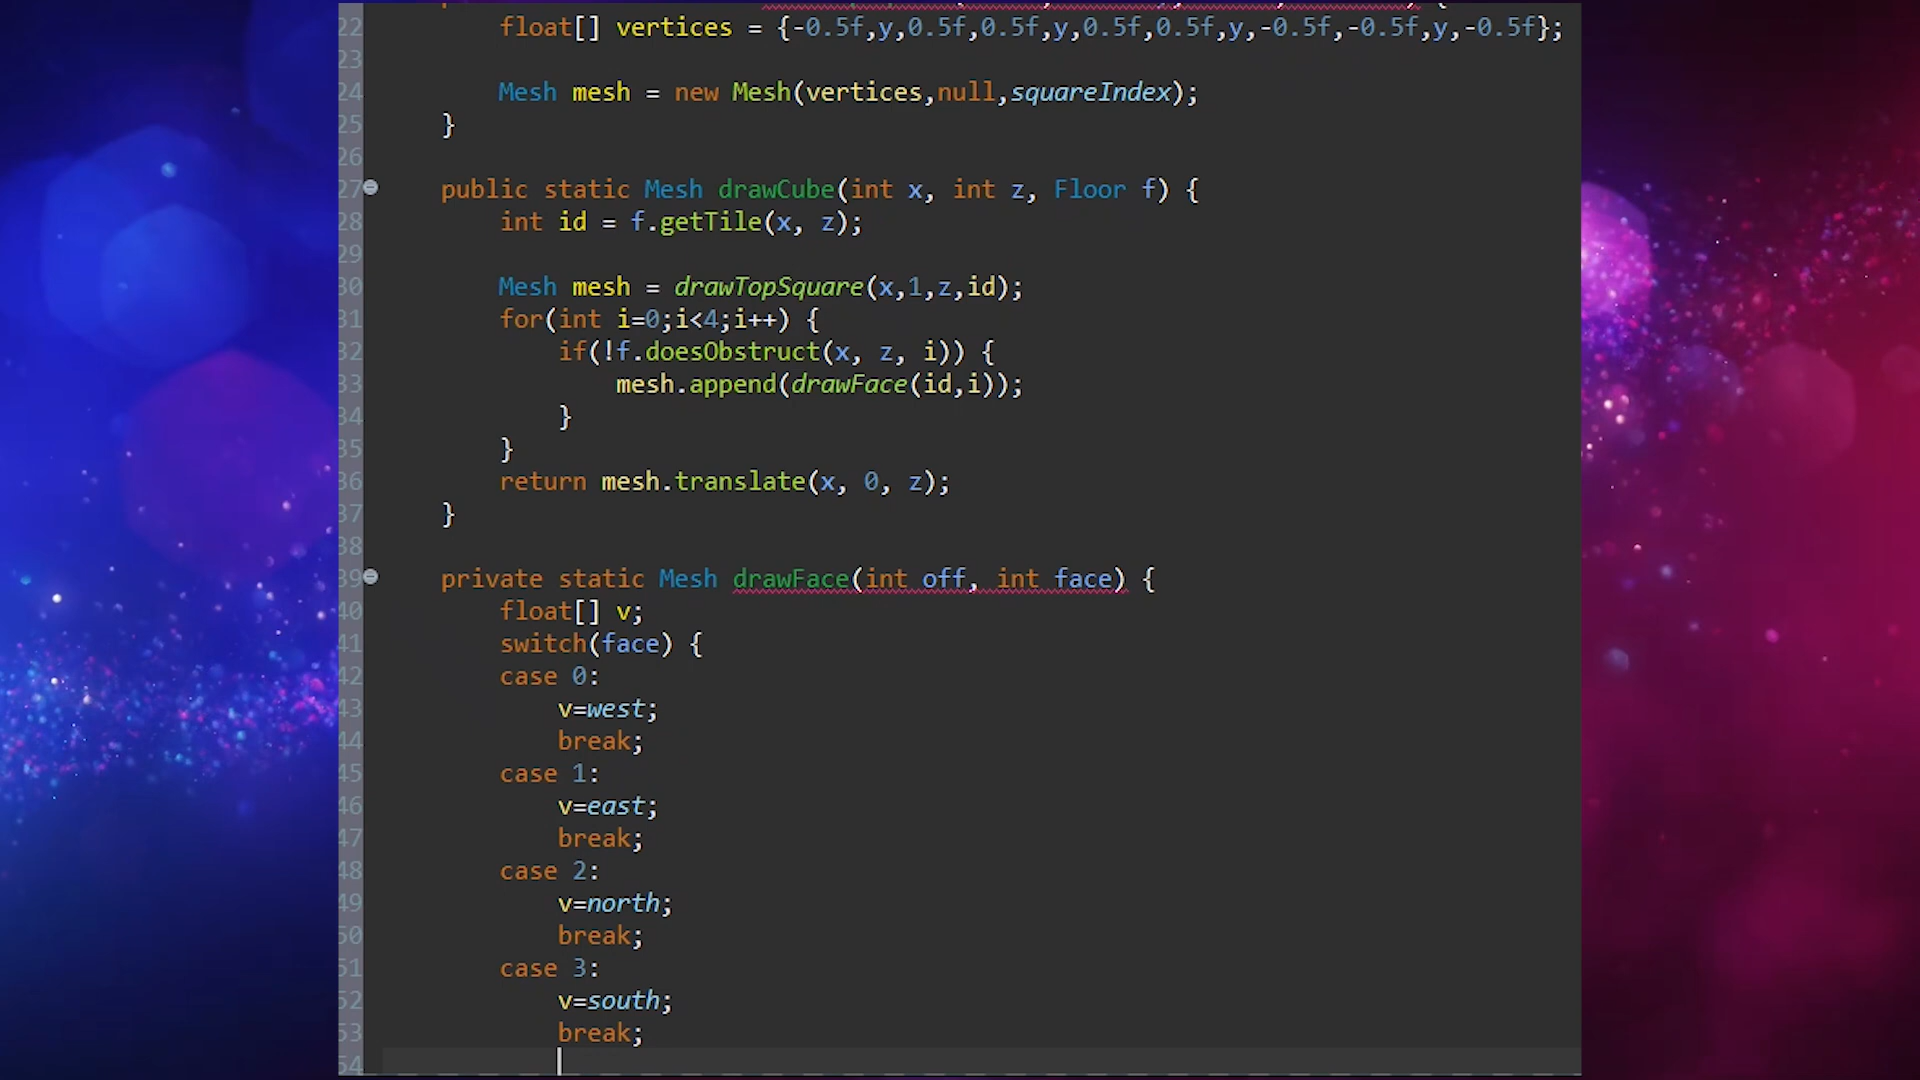 22 float[] vertices = {-0.5f,y,0.5f,0.5f,y,0.5f,0.5f,y,-0.5f,-0.5f,y,-0.5f};
23
24 Mesh mesh = new Mesh(vertices,null,squareIndex);
25 }
26
27 public static Mesh drawCube(int x, int z, Floor f) {
28 int id = f.getTile(x, z);
29
30 Mesh mesh = drawTopSquare(x,1,z,id);
31 for(int i=0;i<4;i++) {
32 if(!f.doesObstruct(x, z, i)) {
33 mesh.append(drawFace(id,i));
34 }
35 }
36 return mesh.translate(x, 0, z);
37 }
38
39 private static Mesh drawFace(int off, int face) {
40 float[] v;
41 switch(face) {
42 case 0:
43 v=west;
44 break;
45 case 1:
46 v=east;
47 break;
48 case 2:
49 v=north;
50 break;
51 case 3:
52 v=south;
53 break;
54